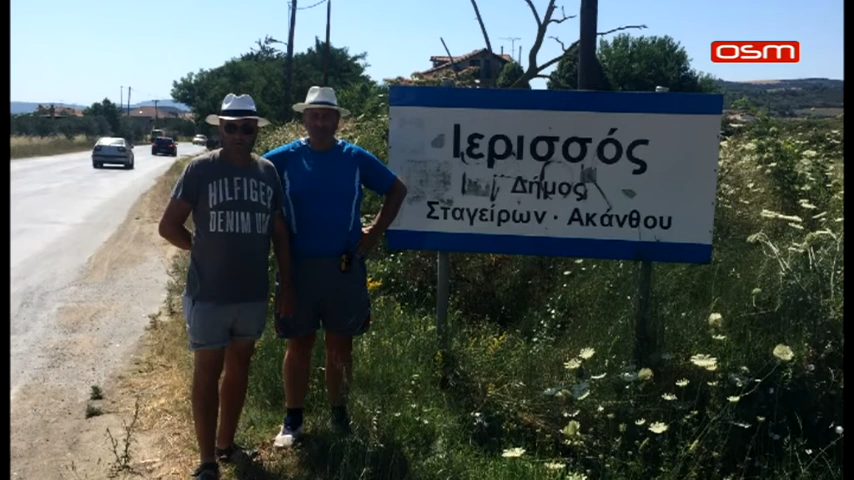 OSM
Ιερισσός
Δήμος
Σταγείρων · Ακάνθου
HILFIGER
DENIM